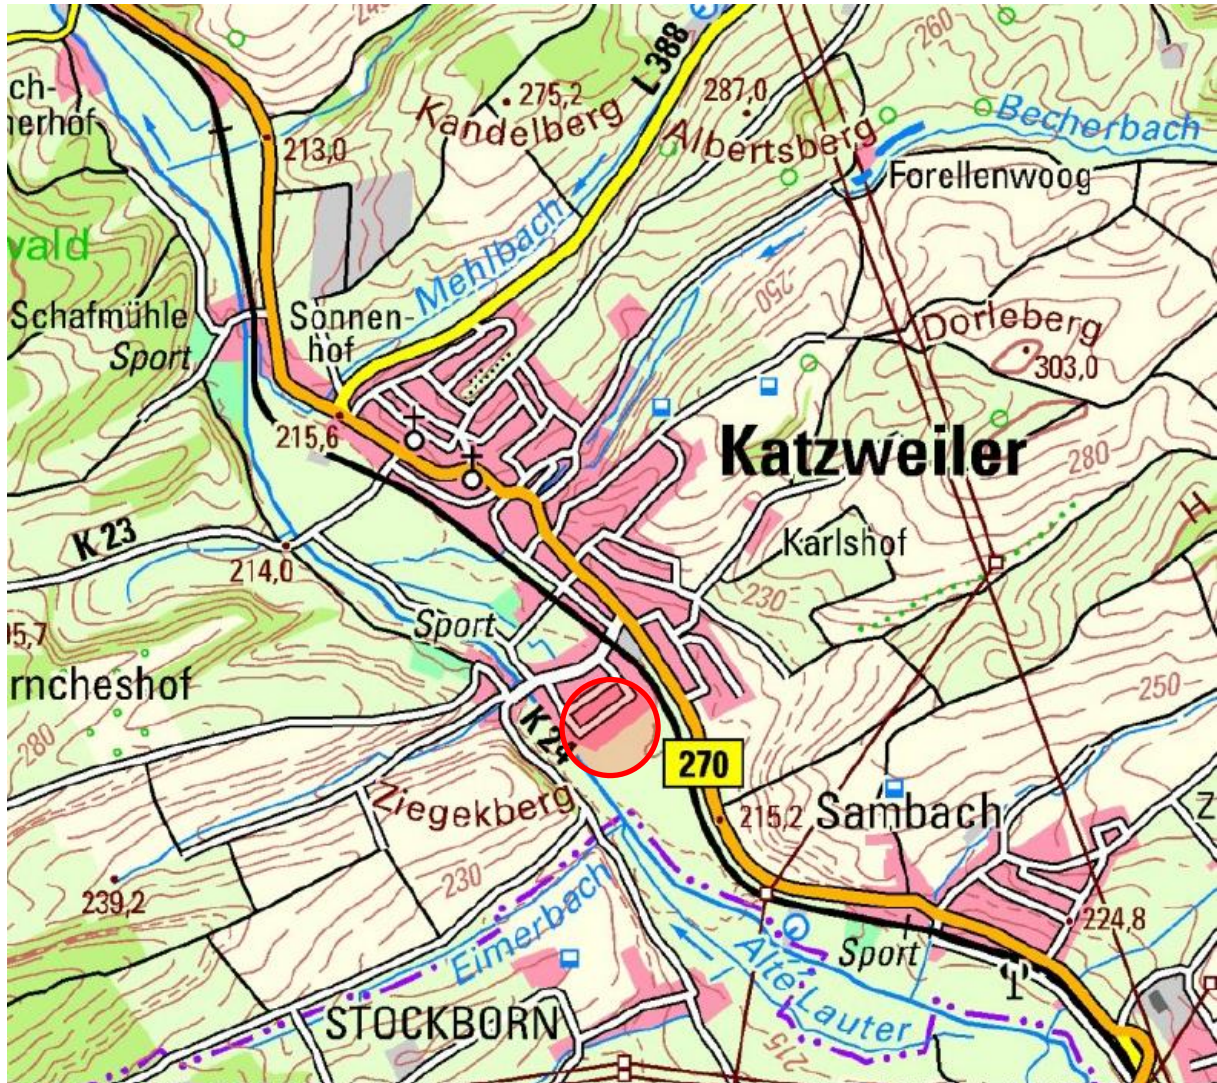 L 388
260
ch-
nerhof
275,2
Kandelberg
287,0
Albertsberg
Becherbach
213,0
Forellenwoog
wald
Mehlbach
250
Schafmühle
Sport
Sonnen-
hof
Dorleberg
303,0
215,6
Katzweiler
280
K 23
214,0
Karlshof
H
230
Sport
5,7
rncheshof
250
280
K 24
270
Ziegekberg
215,2
Sambach
Z
239,2
230
224,8
Eimerbach
Sport
Alte Lauter
STOCKBORN
215